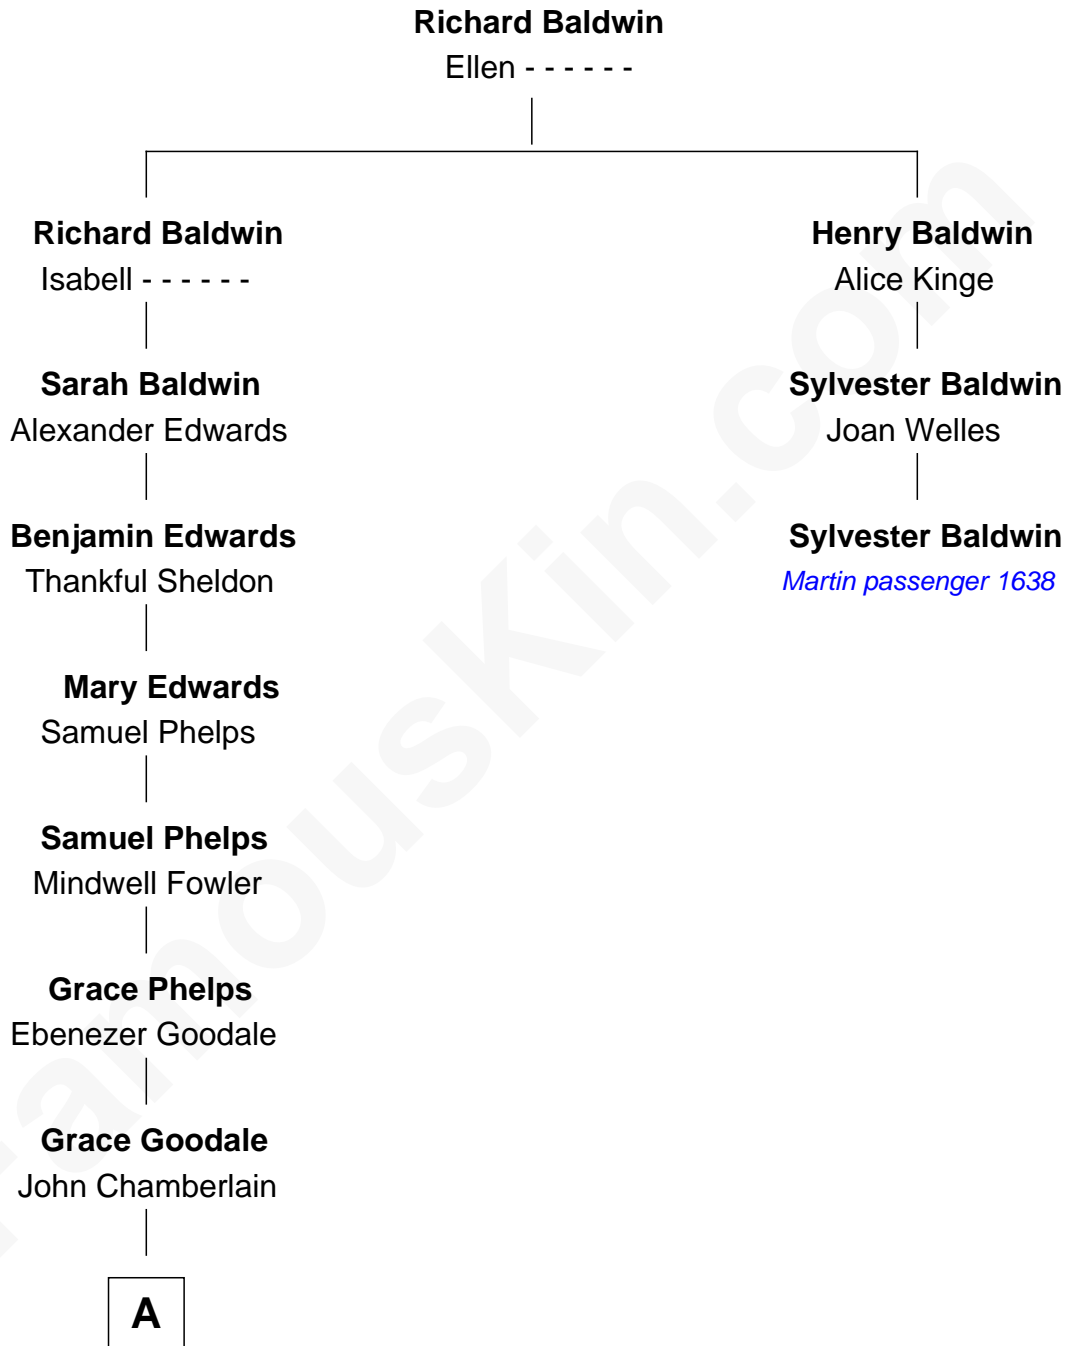 Richard Baldwin
Ellen - - - - - -
Richard Baldwin
Isabell - - - - - -
Henry Baldwin
Alice Kinge
Sarah Baldwin
Alexander Edwards
Sylvester Baldwin
Joan Welles
Benjamin Edwards
Thankful Sheldon
Sylvester Baldwin
Martin passenger 1638
Mary Edwards
Samuel Phelps
Samuel Phelps
Mindwell Fowler
Grace Phelps
Ebenezer Goodale
Grace Goodale
John Chamberlain
A
FamousKin.com